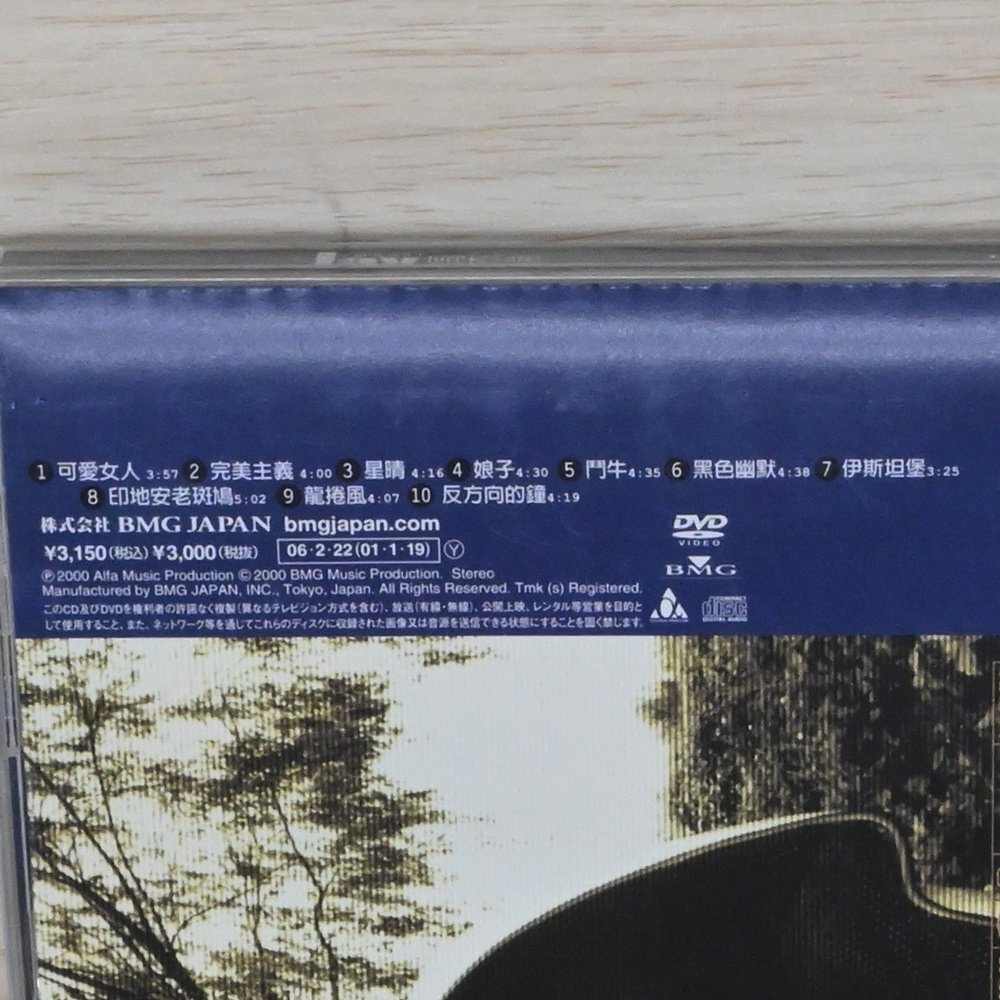 1 可愛女人 3:57 2 完美主義 4:00 3 星晴 4:16 4 娘子 4:30 5 鬥牛 4:35 6 黑色幽默 4:38 7 伊斯坦堡 3:25
8 印地安老斑鳩 5:02 9 龍捲風 4:07 10 反方向的鐘 4:19
株式会社 BMG JAPAN bmgjapan.com
¥3,150(税込) ¥3,000(税抜) 06・2・22(01・1・19) Y
Ⓟ2000 Alfa Music Production ©2000 BMG Music Production. Stereo
Manufactured by BMG JAPAN, INC., Tokyo, Japan. All Rights Reserved. Tmk (s) Registered.
このCD及びDVDを権利者の許諾なく複製(異なるテレビジョン方式を含む)、放送(有線・無線)、公開上映、レンタル等営業を目的と
して使用すること、また、ネットワーク等を通じてこれらのディスクに収録された画像又は音源を送信できる状態にすることを固く禁じます。
DVD
VIDEO
BMG
COMPACT
disc
DIGITAL AUDIO